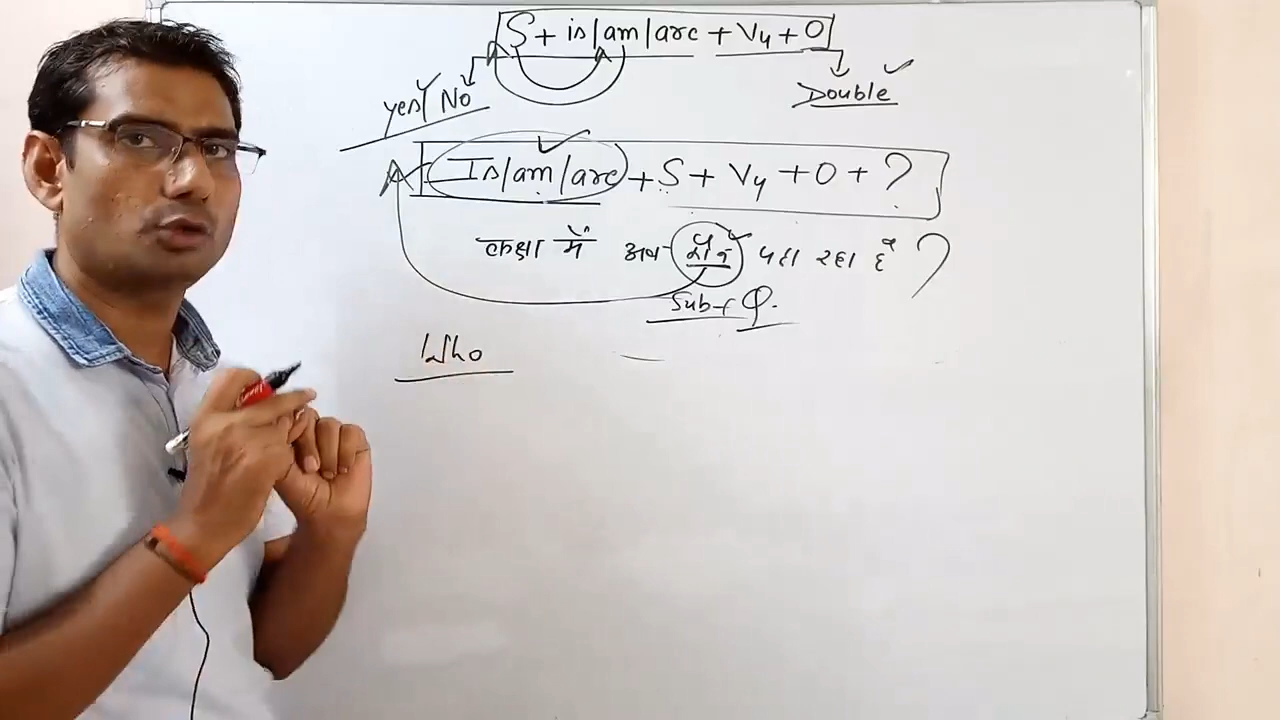 S + is/am/are + V4 + O
yes/No Double
Is/am/are + S + V4 + O + ?
कक्षा में अब कौन पढा रहा है ?
Sub + Q.
Who